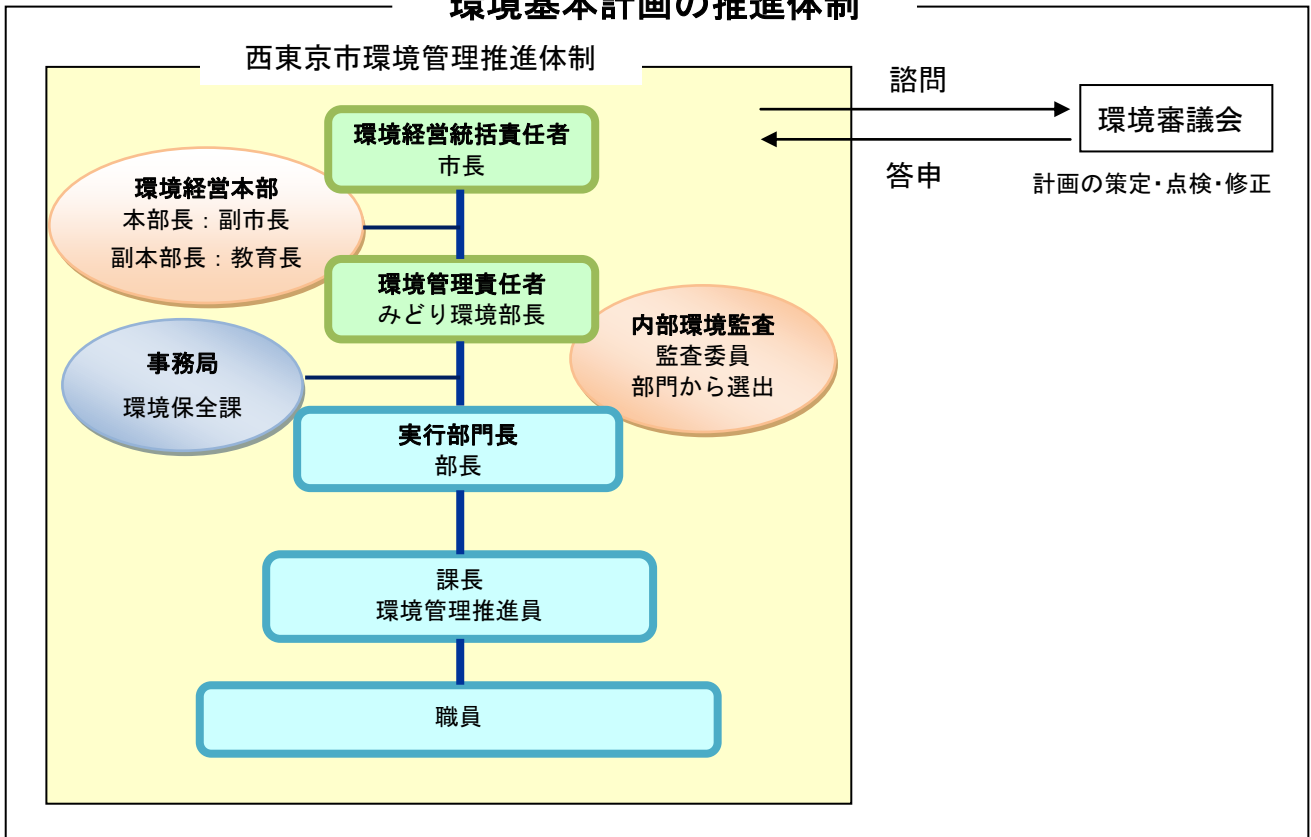 環境基本計画の推進体制
西東京市環境管理推進体制
環境経営統括責任者
市長
環境経営本部
本部長：副市長
副本部長：教育長
環境管理責任者
みどり環境部長
内部環境監査
監査委員
部門から選出
事務局
環境保全課
実行部門長
部長
課長
環境管理推進員
職員
諮問
環境審議会
答申
計画の策定・点検・修正